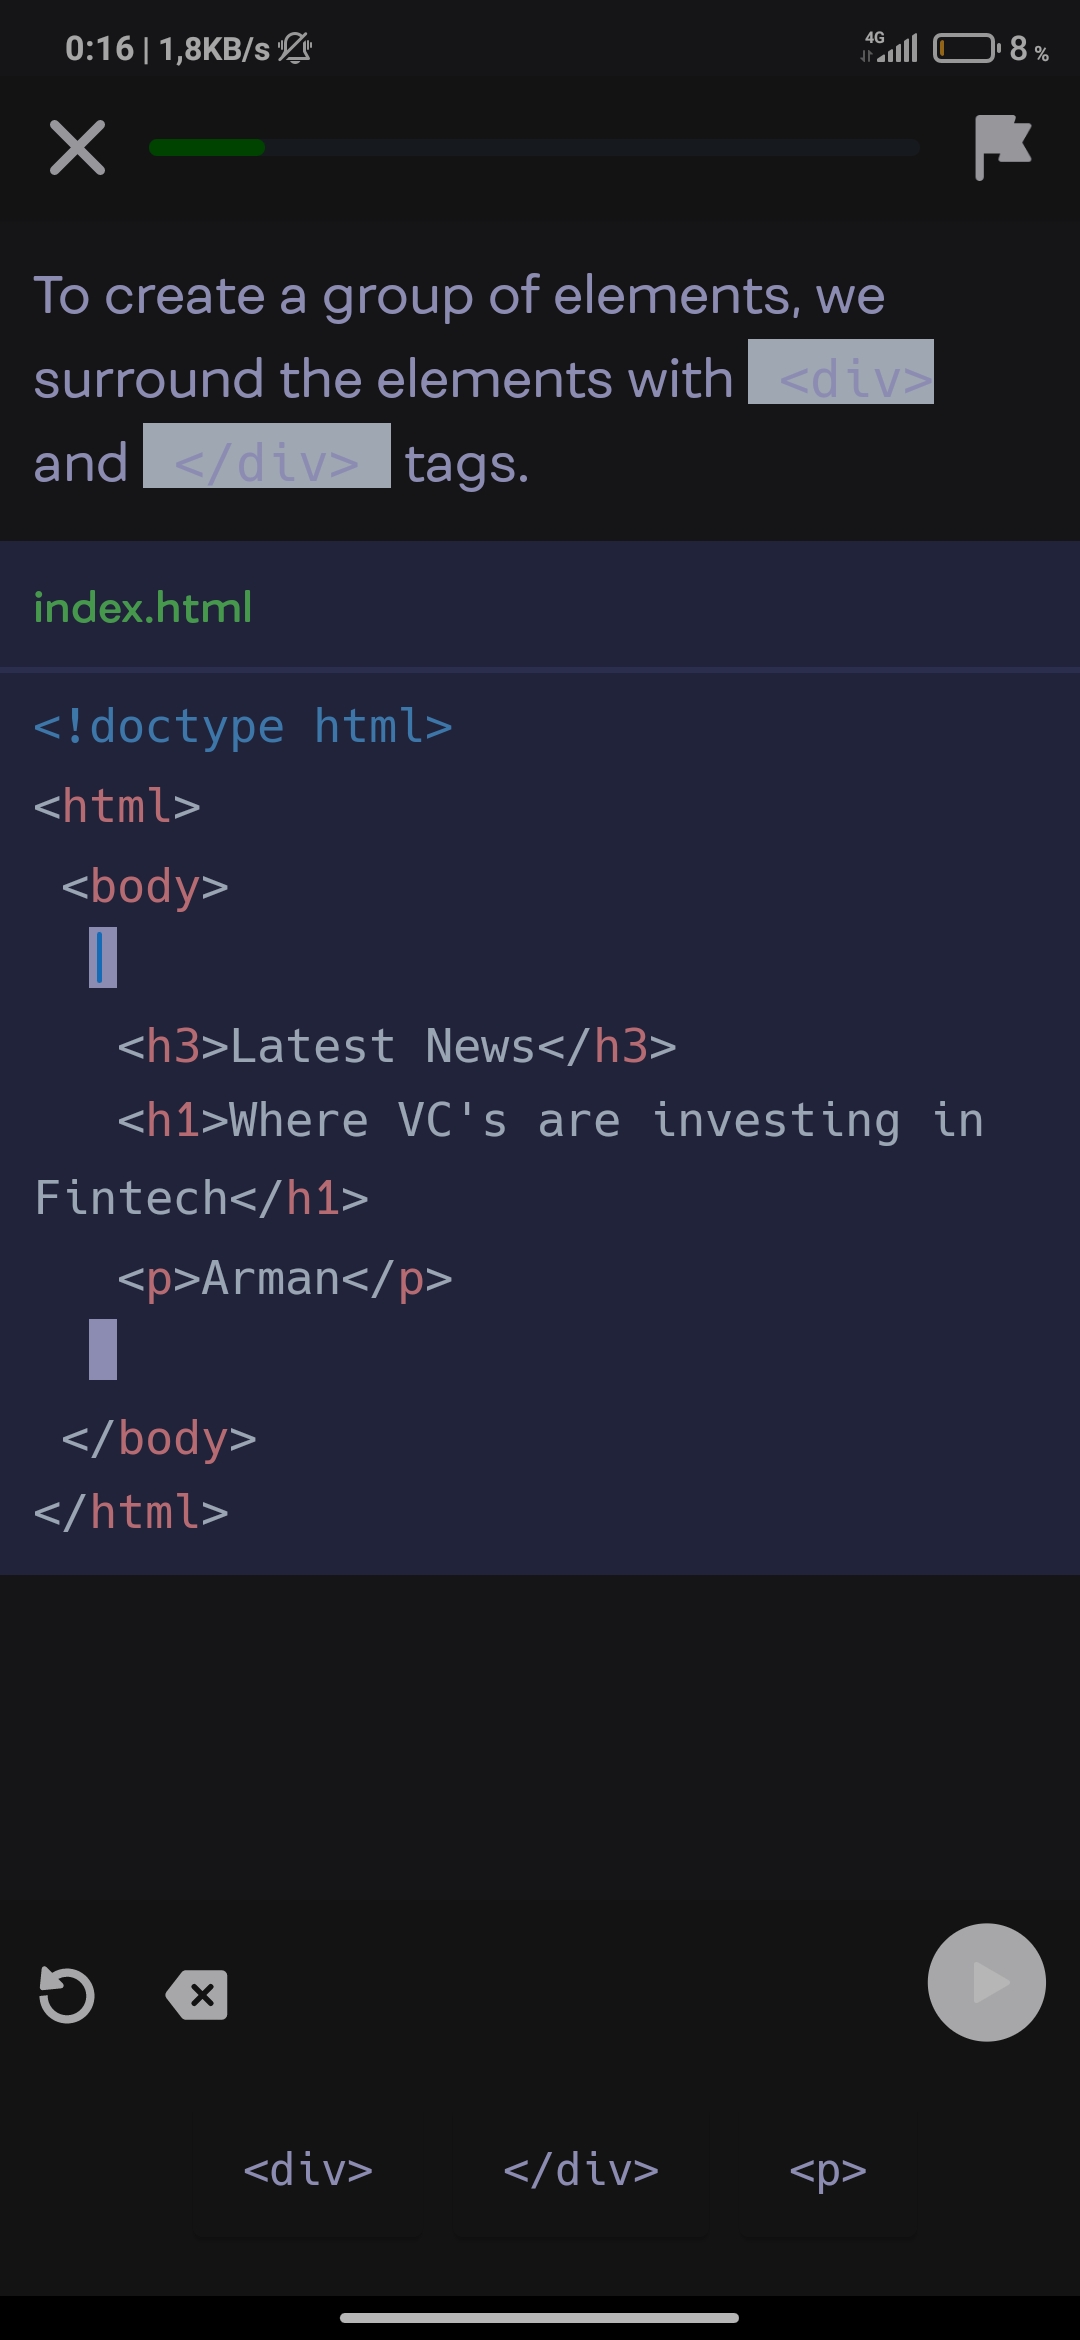 0:16 | 1,8KB/s 4G 8 %
To create a group of elements, we
surround the elements with <div>
and </div> tags.
index.html
<!doctype html>
<html>
<body>
<h3>Latest News</h3>
<h1>Where VC's are investing in
Fintech</h1>
<p>Arman</p>
</body>
</html>
<div> </div> <p>